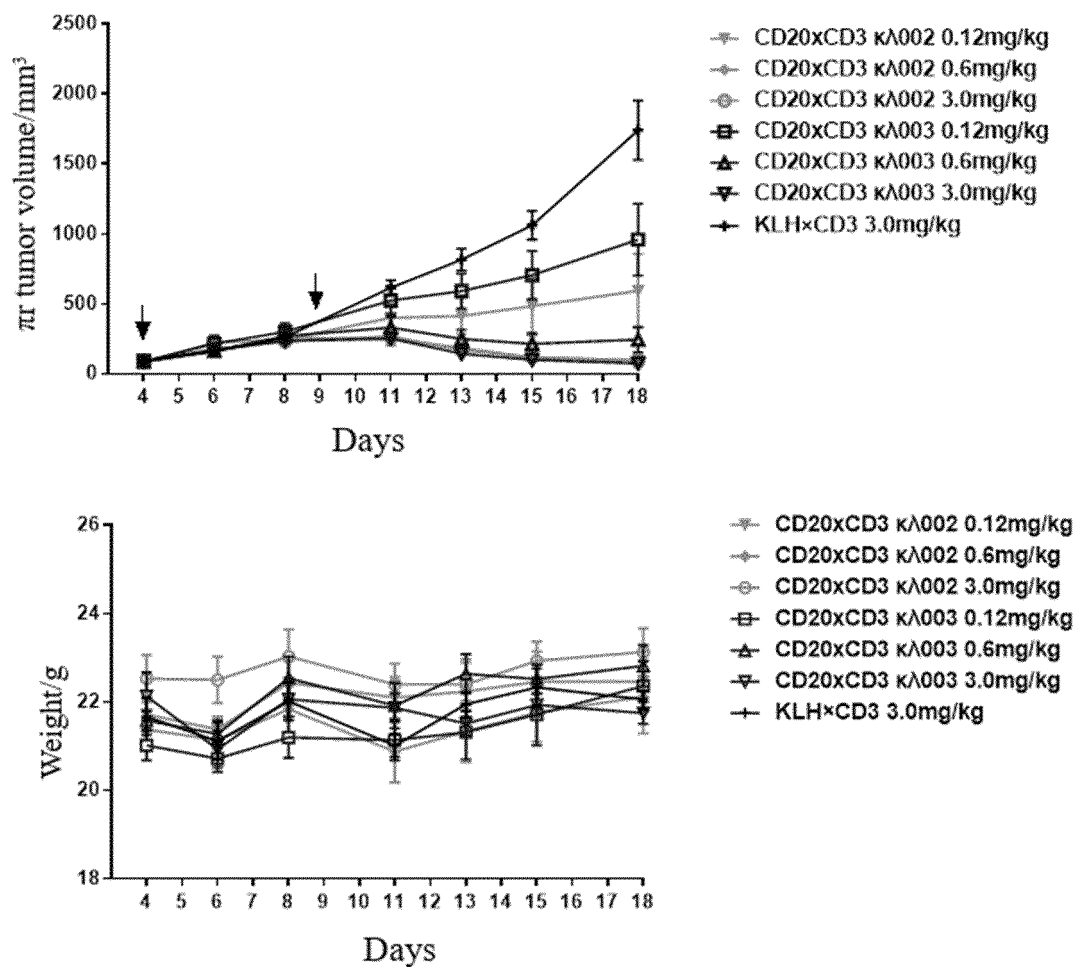 2500
2000
1500
1000
500
0
πr tumor volume/mm³
4 5 6 7 8 9 11 12 13 15 16 17 18
Days
CD20xCD3 κλ002 0.12mg/kg
CD20xCD3 κλ002 0.6mg/kg
CD20xCD3 κλ002 3.0mg/kg
CD20xCD3 κλ003 0.12mg/kg
CD20xCD3 κλ003 0.6mg/kg
CD20xCD3 κλ003 3.0mg/kg
KLH×CD3 3.0mg/kg
26
24
22
20
18
Weight/g
4 5 6 7 8 9 11 12 13 15 16 17 18
Days
CD20xCD3 κλ002 0.12mg/kg
CD20xCD3 κλ002 0.6mg/kg
CD20xCD3 κλ002 3.0mg/kg
CD20xCD3 κλ003 0.12mg/kg
CD20xCD3 κλ003 0.6mg/kg
CD20xCD3 κλ003 3.0mg/kg
KLH×CD3 3.0mg/kg